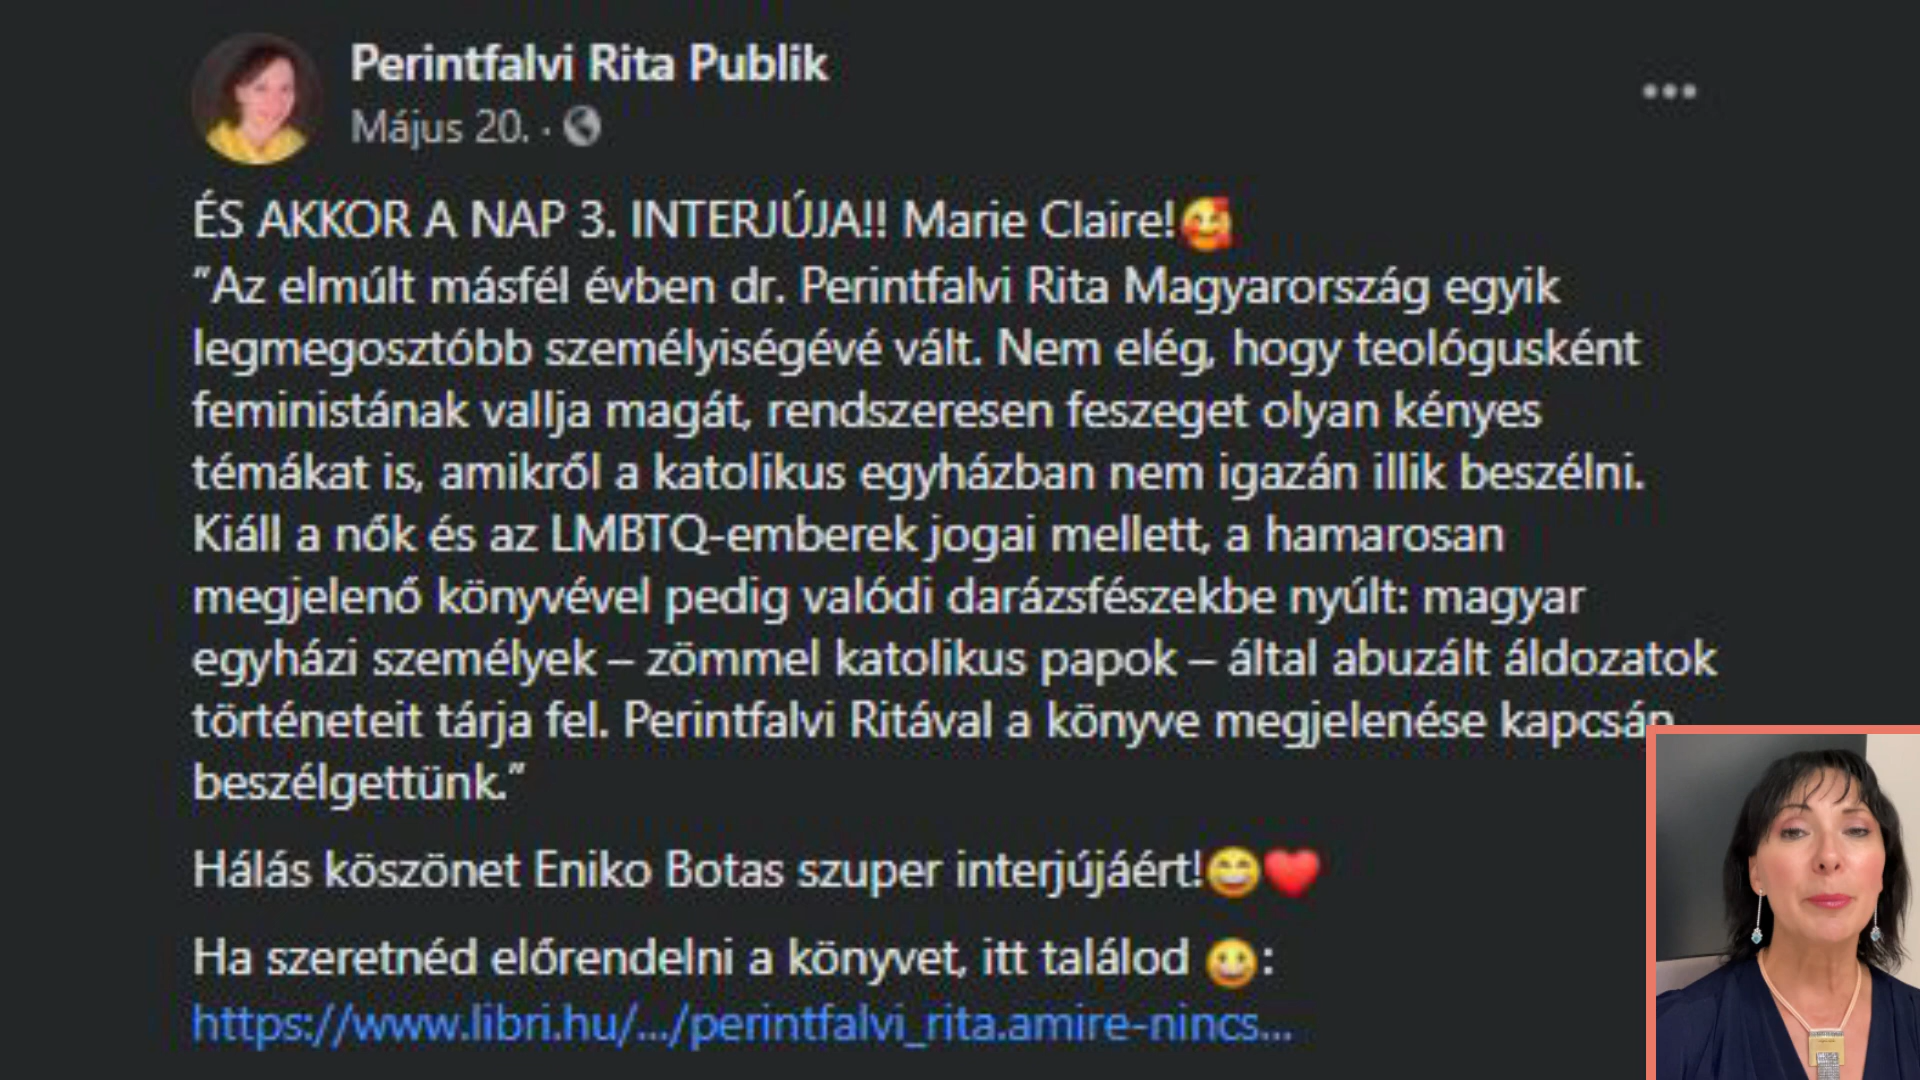 Perintfalvi Rita Publik
Május 20. ·
ÉS AKKOR A NAP 3. INTERJÚJA!! Marie Claire!🥰
"Az elmúlt másfél évben dr. Perintfalvi Rita Magyarország egyik
legmegosztóbb személyiségévé vált. Nem elég, hogy teológusként
feministának vallja magát, rendszeresen feszeget olyan kényes
témákat is, amikről a katolikus egyházban nem igazán illik beszélni.
Kiáll a nők és az LMBTQ-emberek jogai mellett, a hamarosan
megjelenő könyvével pedig valódi darázsfészekbe nyúlt: magyar
egyházi személyek – zömmel katolikus papok – által abuzált áldozatok
történeteit tárja fel. Perintfalvi Ritával a könyve megjelenése kapcsán
beszélgettünk."
Hálás köszönet Eniko Botas szuper interjújáért!😄❤️
Ha szeretnéd előrendelni a könyvet, itt találod 😀:
https://www.libri.hu/.../perintfalvi_rita.amire-nincs...